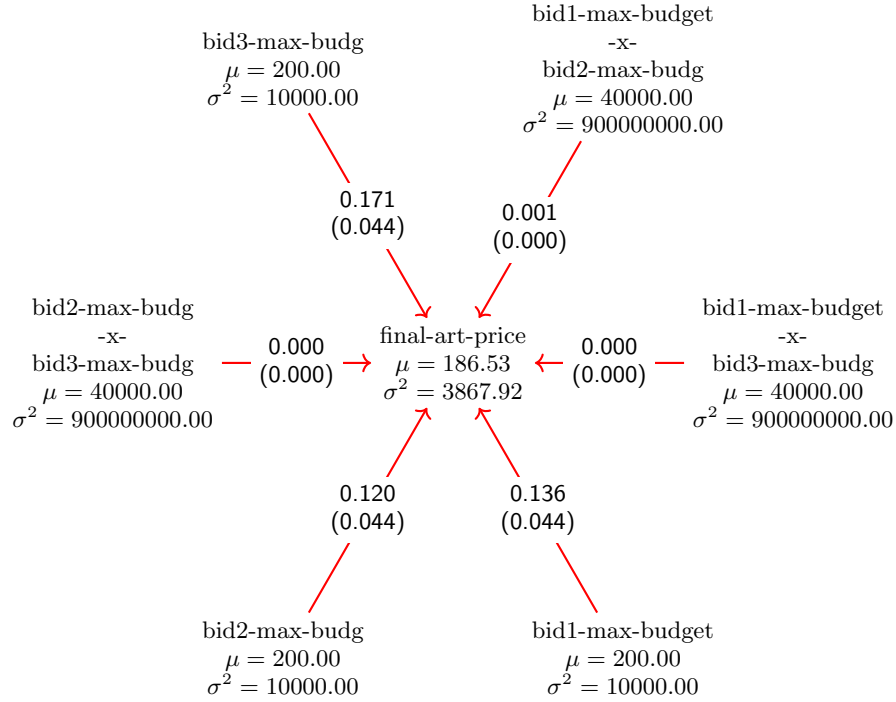 bid3-max-budg
μ = 200.00
σ² = 10000.00
bid1-max-budget
-x-
bid2-max-budg
μ = 40000.00
σ² = 900000000.00
0.171
(0.044)
0.001
(0.000)
bid2-max-budg
-x-
bid3-max-budg
μ = 40000.00
σ² = 900000000.00
0.000
(0.000)
final-art-price
μ = 186.53
σ² = 3867.92
0.000
(0.000)
bid1-max-budget
-x-
bid3-max-budg
μ = 40000.00
σ² = 900000000.00
0.120
(0.044)
0.136
(0.044)
bid2-max-budg
μ = 200.00
σ² = 10000.00
bid1-max-budget
μ = 200.00
σ² = 10000.00